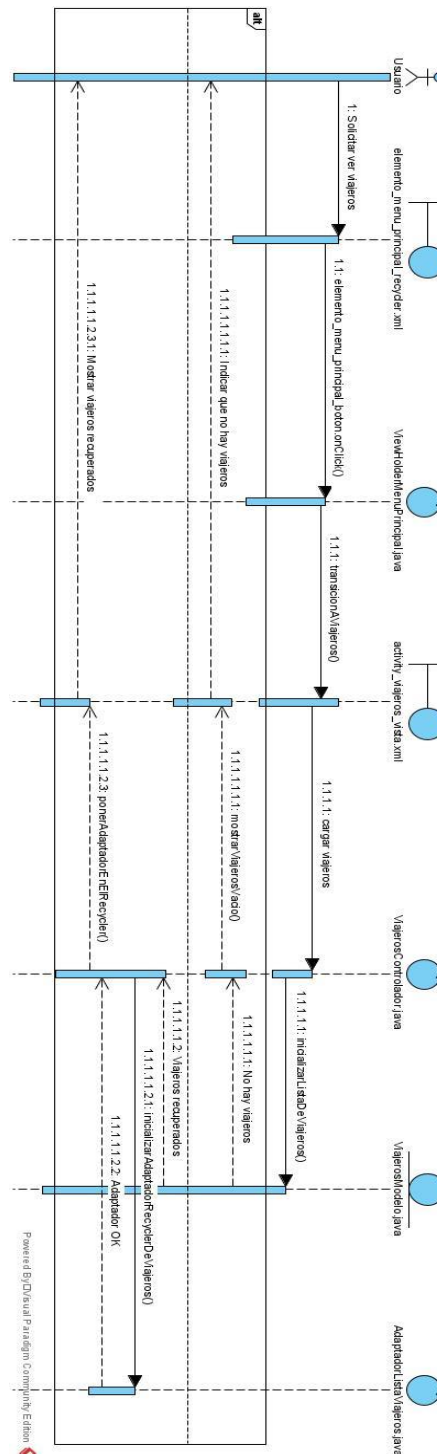 Usuario
elemento_menu_principal_recycler.xml
ViewHolderMenuPrincipal.java
activity_viajeros_vista.xml
ViajerosControlador.java
ViajerosModelo.java
AdaptadorListaViajeros.java
alt
1: Solicitar ver viajeros
1.1: elemento_menu_principal_boton.onClick()
1.1.1: transicionAViajeros()
1.1.1.1: cargar viajeros
1.1.1.1.1: inicializarListaDeViajeros()
1.1.1.1.1.1: No hay viajeros
1.1.1.1.1.1.1: mostrarViajerosVacio()
1.1.1.1.1.1.1.1: Indicar que no hay viajeros
1.1.1.1.1.2: Viajeros recuperados
1.1.1.1.1.2.1: inicializarAdaptadorRecyclerDeViajeros()
1.1.1.1.1.2.2: Adaptador OK
1.1.1.1.1.2.3: ponerAdaptadorEnElRecycler()
1.1.1.1.1.2.3.1: Mostrar viajeros recuperados
Powered By Visual Paradigm Community Edition